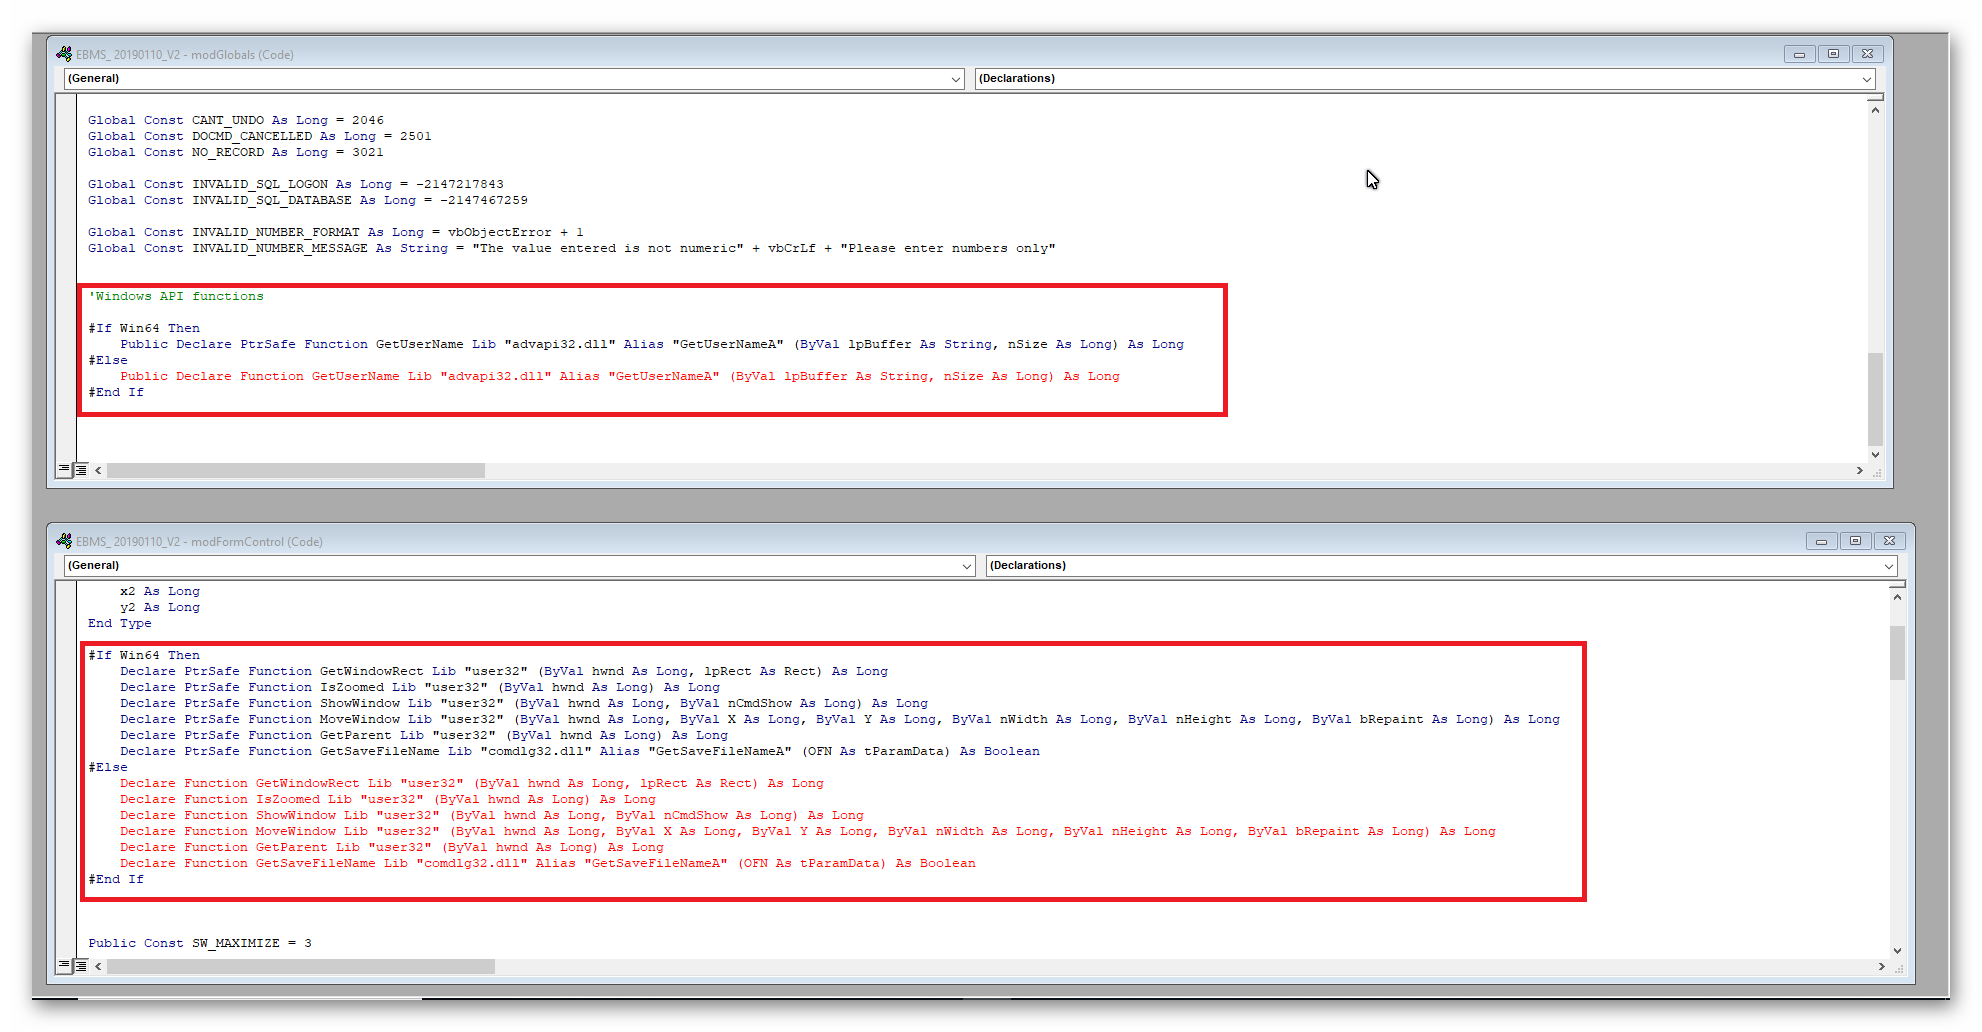 EBMS_20190110_V2 - modGlobals (Code)
(General)
(Declarations)
Global Const CANT_UNDO As Long = 2046
Global Const DOCMD_CANCELLED As Long = 2501
Global Const NO_RECORD As Long = 3021
Global Const INVALID_SQL_LOGON As Long = -2147217843
Global Const INVALID_SQL_DATABASE As Long = -2147467259
Global Const INVALID_NUMBER_FORMAT As Long = vbObjectError + 1
Global Const INVALID_NUMBER_MESSAGE As String = "The value entered is not numeric" + vbCrLf + "Please enter numbers only"
'Windows API functions
#If Win64 Then
Public Declare PtrSafe Function GetUserName Lib "advapi32.dll" Alias "GetUserNameA" (ByVal lpBuffer As String, nSize As Long) As Long
#Else
Public Declare Function GetUserName Lib "advapi32.dll" Alias "GetUserNameA" (ByVal lpBuffer As String, nSize As Long) As Long
#End If
EBMS_20190110_V2 - modFormControl (Code)
(General)
(Declarations)
x2 As Long
y2 As Long
End Type
#If Win64 Then
Declare PtrSafe Function GetWindowRect Lib "user32" (ByVal hwnd As Long, lpRect As Rect) As Long
Declare PtrSafe Function IsZoomed Lib "user32" (ByVal hwnd As Long) As Long
Declare PtrSafe Function ShowWindow Lib "user32" (ByVal hwnd As Long, ByVal nCmdShow As Long) As Long
Declare PtrSafe Function MoveWindow Lib "user32" (ByVal hwnd As Long, ByVal X As Long, ByVal Y As Long, ByVal nWidth As Long, ByVal nHeight As Long, ByVal bRepaint As Long) As Long
Declare PtrSafe Function GetParent Lib "user32" (ByVal hwnd As Long) As Long
Declare PtrSafe Function GetSaveFileName Lib "comdlg32.dll" Alias "GetSaveFileNameA" (OFN As tParamData) As Boolean
#Else
Declare Function GetWindowRect Lib "user32" (ByVal hwnd As Long, lpRect As Rect) As Long
Declare Function IsZoomed Lib "user32" (ByVal hwnd As Long) As Long
Declare Function ShowWindow Lib "user32" (ByVal hwnd As Long, ByVal nCmdShow As Long) As Long
Declare Function MoveWindow Lib "user32" (ByVal hwnd As Long, ByVal X As Long, ByVal Y As Long, ByVal nWidth As Long, ByVal nHeight As Long, ByVal bRepaint As Long) As Long
Declare Function GetParent Lib "user32" (ByVal hwnd As Long) As Long
Declare Function GetSaveFileName Lib "comdlg32.dll" Alias "GetSaveFileNameA" (OFN As tParamData) As Boolean
#End If
Public Const SW_MAXIMIZE = 3